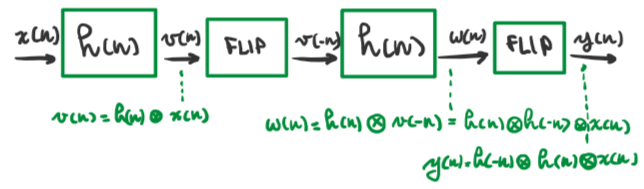 x(n) h(n) v(n) FLIP v(-n) h(n) w(n) FLIP y(n)
v(n) = h(n) ⊗ x(n)
w(n) = h(n) ⊗ v(-n) = h(n) ⊗ h(-n) ⊗ x(n)
y(n) = h(-n) ⊗ h(n) ⊗ x(n)